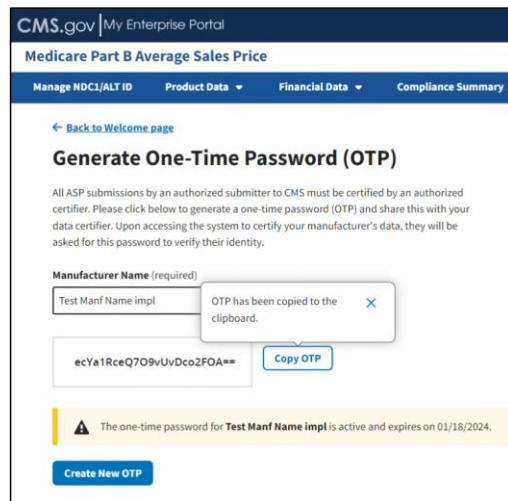 CMS.gov My Enterprise Portal
Medicare Part B Average Sales Price
Manage NDC1/ALT ID Product Data Financial Data Compliance Summary
Back to Welcome page
Generate One-Time Password (OTP)
All ASP submissions by an authorized submitter to CMS must be certified by an authorized
certifier. Please click below to generate a one-time password (OTP) and share this with your
data certifier. Upon accessing the system to certify your manufacturer's data, they will be
asked for this password to verify their identity.
Manufacturer Name (required)
Test Manf Name impl
OTP has been copied to the
clipboard.
ecYa1RceQ7O9vUvDco2FOA==
Copy OTP
The one-time password for Test Manf Name impl is active and expires on 01/18/2024.
Create New OTP